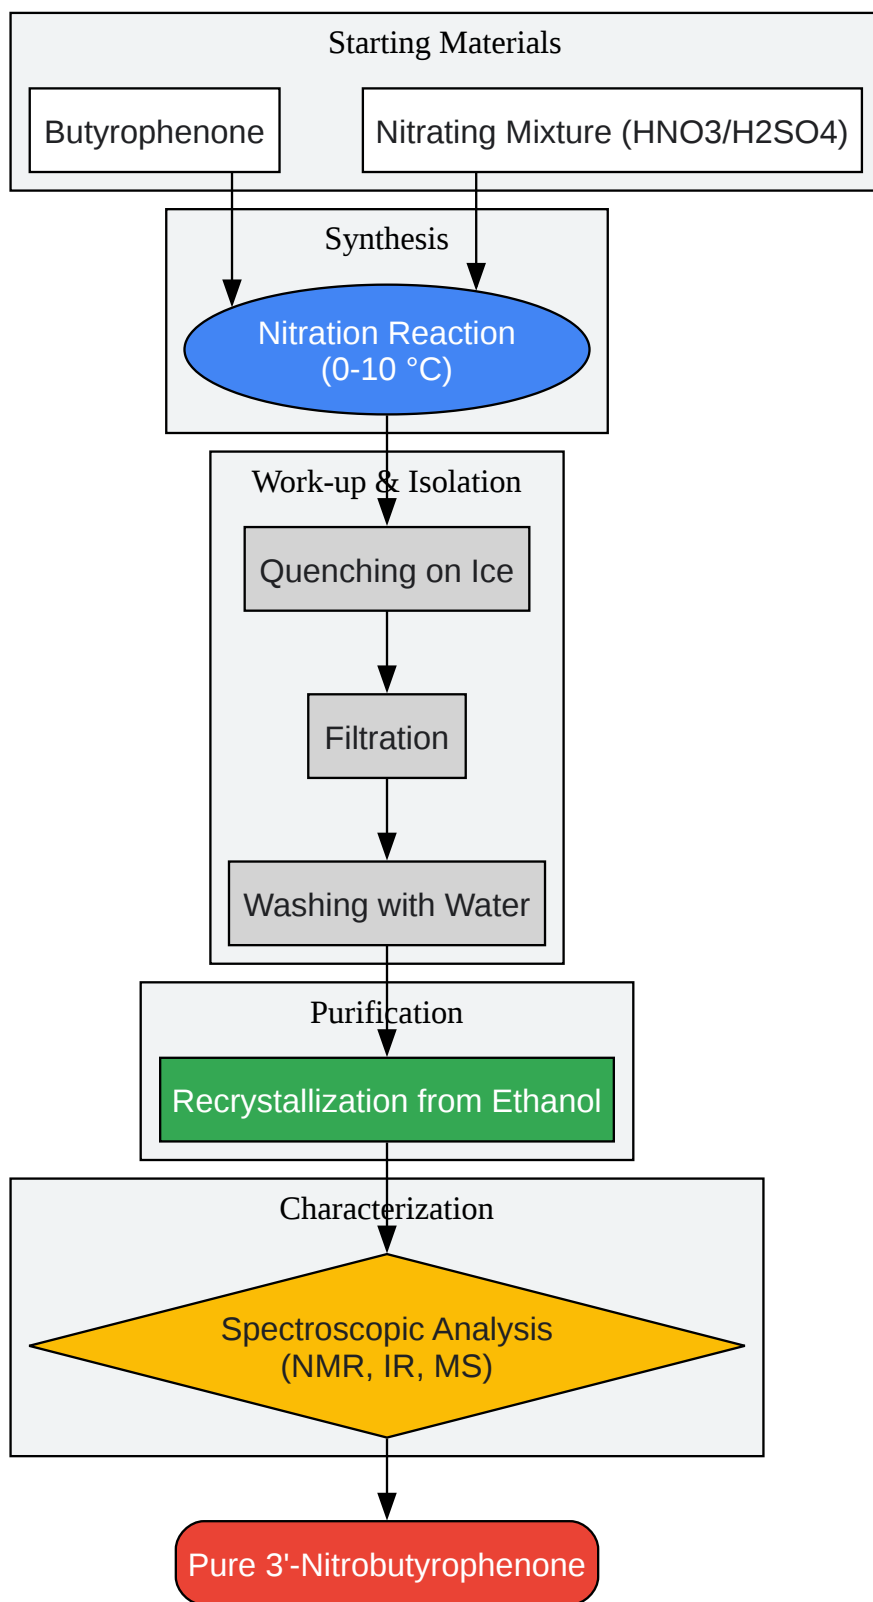 Starting Materials
Butyrophenone
Nitrating Mixture (HNO3/H2SO4)
Synthesis
Nitration Reaction
(0-10 °C)
Work-up & Isolation
Quenching on Ice
Filtration
Washing with Water
Purification
Recrystallization from Ethanol
Characterization
Spectroscopic Analysis
(NMR, IR, MS)
Pure 3'-Nitrobutyrophenone